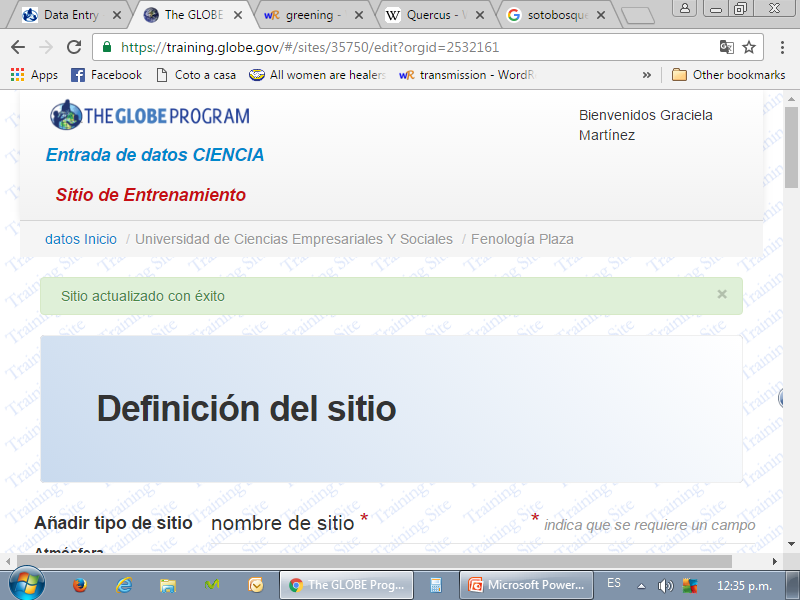 Data Entry
The GLOBE
greening -
Quercus -
sotobosque
https://training.globe.gov/#/sites/35750/edit?orgid=2532161
Apps
Facebook
Coto a casa
All women are healers
transmission - WordR
»
Other bookmarks
THE GLOBE PROGRAM
Bienvenidos Graciela
Martínez
Entrada de datos CIENCIA
Sitio de Entrenamiento
datos Inicio / Universidad de Ciencias Empresariales Y Sociales / Fenología Plaza
Sitio actualizado con éxito ×
Definición del sitio
Añadir tipo de sitio nombre de sitio * * indica que se requiere un campo
Atmósfera
Training Site
The GLOBE Prog...
Microsoft Power...
ES
12:35 p.m.